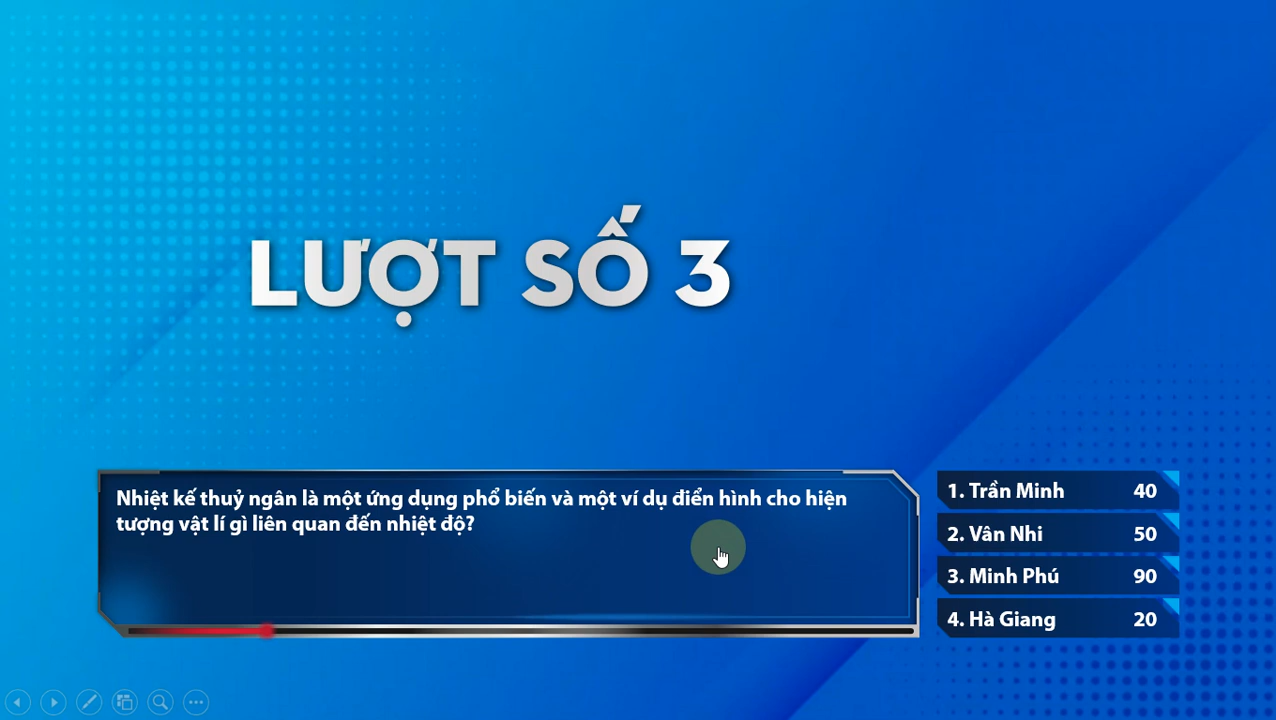 LƯỢT SỐ 3
Nhiệt kế thuỷ ngân là một ứng dụng phổ biến và một ví dụ điển hình cho hiện
tượng vật lí gì liên quan đến nhiệt độ?
1. Trần Minh 40
2. Vân Nhi 50
3. Minh Phú 90
4. Hà Giang 20